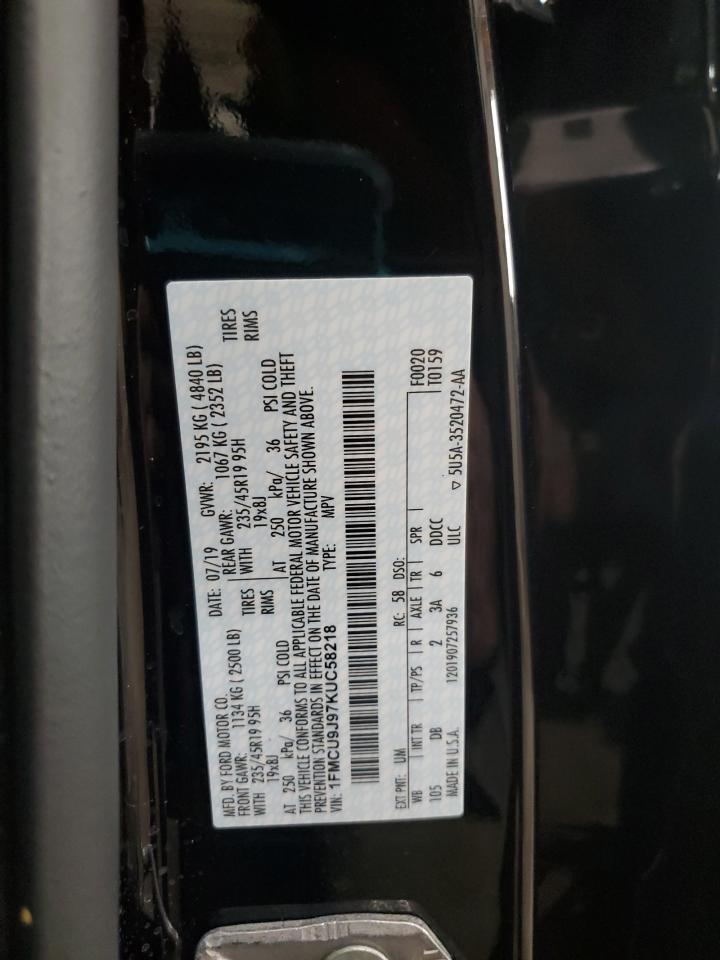 MFD. BY FORD MOTOR CO. DATE: 07/19 GVWR: 2195 KG ( 4840 LB)
FRONT GAWR: 1134 KG ( 2500 LB) REAR GAWR: 1067 KG ( 2352 LB)
WITH 235/45R19 95H TIRES WITH 235/45R19 95H TIRES
19x8J RIMS 19x8J RIMS
AT 250 kPa/ 36 PSI COLD AT 250 kPa/ 36 PSI COLD
THIS VEHICLE CONFORMS TO ALL APPLICABLE FEDERAL MOTOR VEHICLE SAFETY AND THEFT
PREVENTION STANDARDS IN EFFECT ON THE DATE OF MANUFACTURE SHOWN ABOVE.
VIN: 1FMCU9J97KUC58218 TYPE: MPV
EXT PNT: UM RC: 58 DSO: F0020
WB INT TR TP/PS R AXLE TR SPR T0159
105 DB 2 3A 6 DDCC
MADE IN U.S.A. 1201907257936 ULC ▽ 5U5A-3520472-AA